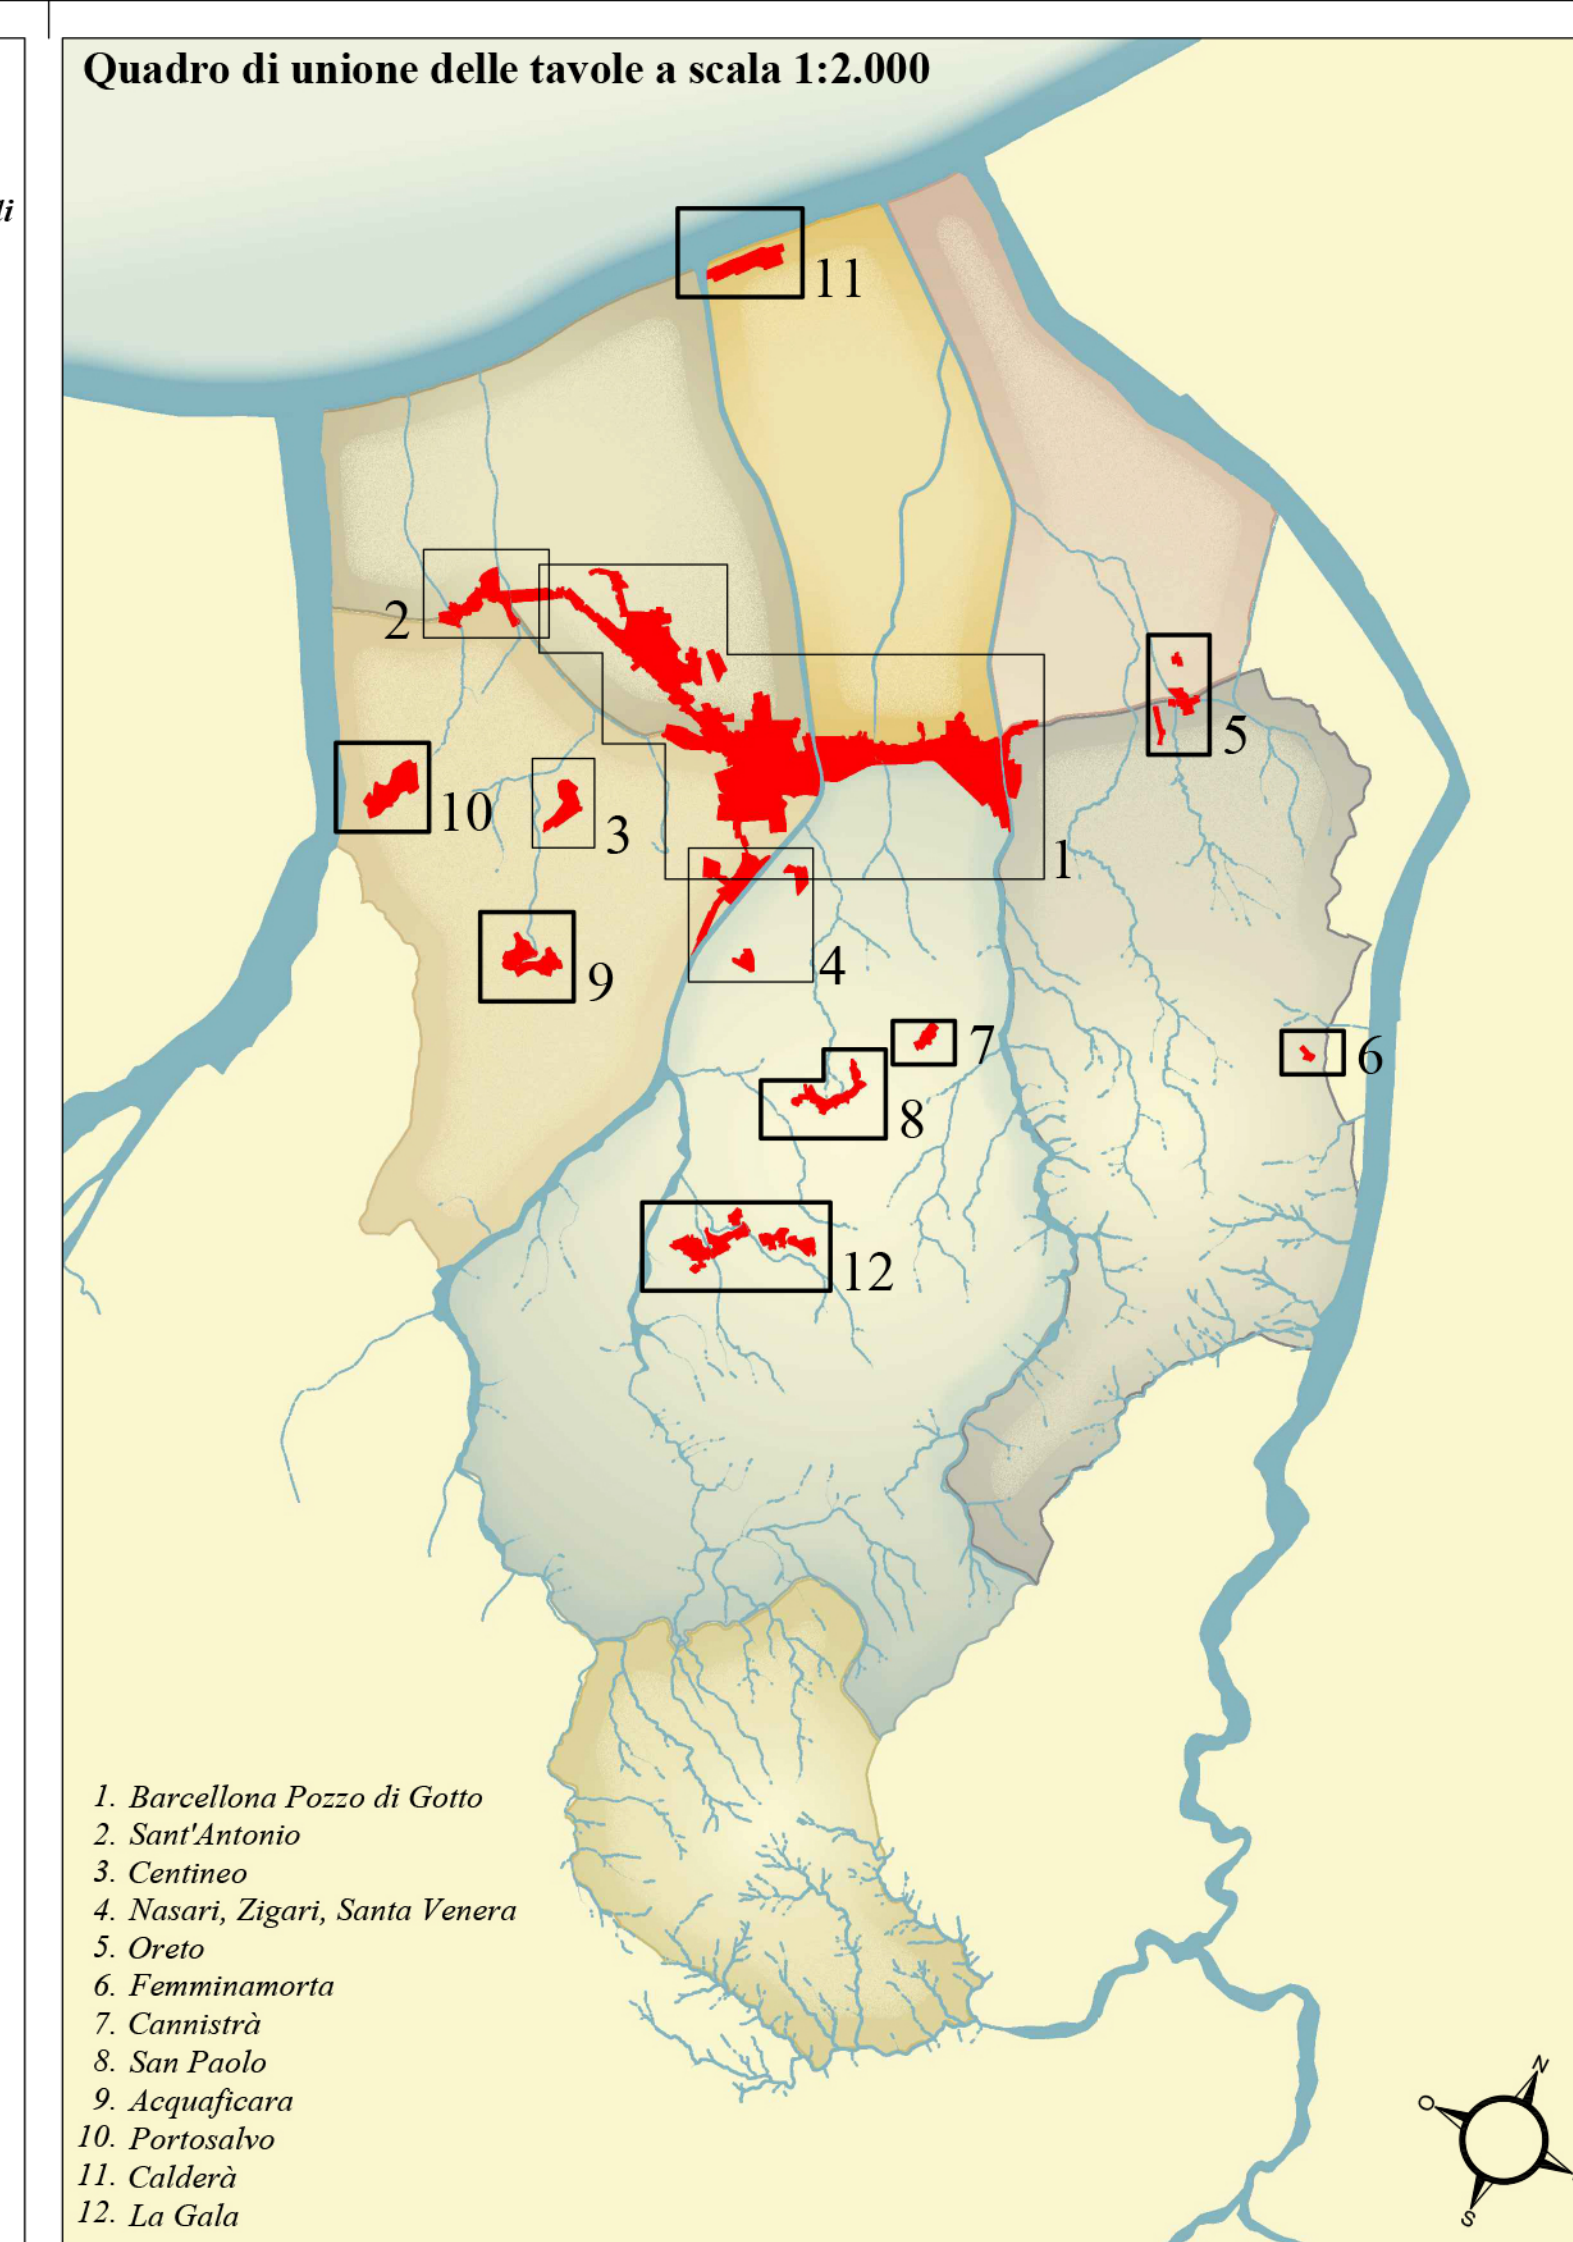 Quadro di unione delle tavole a scala 1:2.000
li
11
2
5
10
3
1
9
4
7
6
8
12
1. Barcellona Pozzo di Gotto
2. Sant'Antonio
3. Centineo
4. Nasari, Zigari, Santa Venera
5. Oreto
6. Femminamorta
7. Cannistrà
8. San Paolo
9. Acquaficara
10. Portosalvo
11. Calderà
12. La Gala
N
O
S